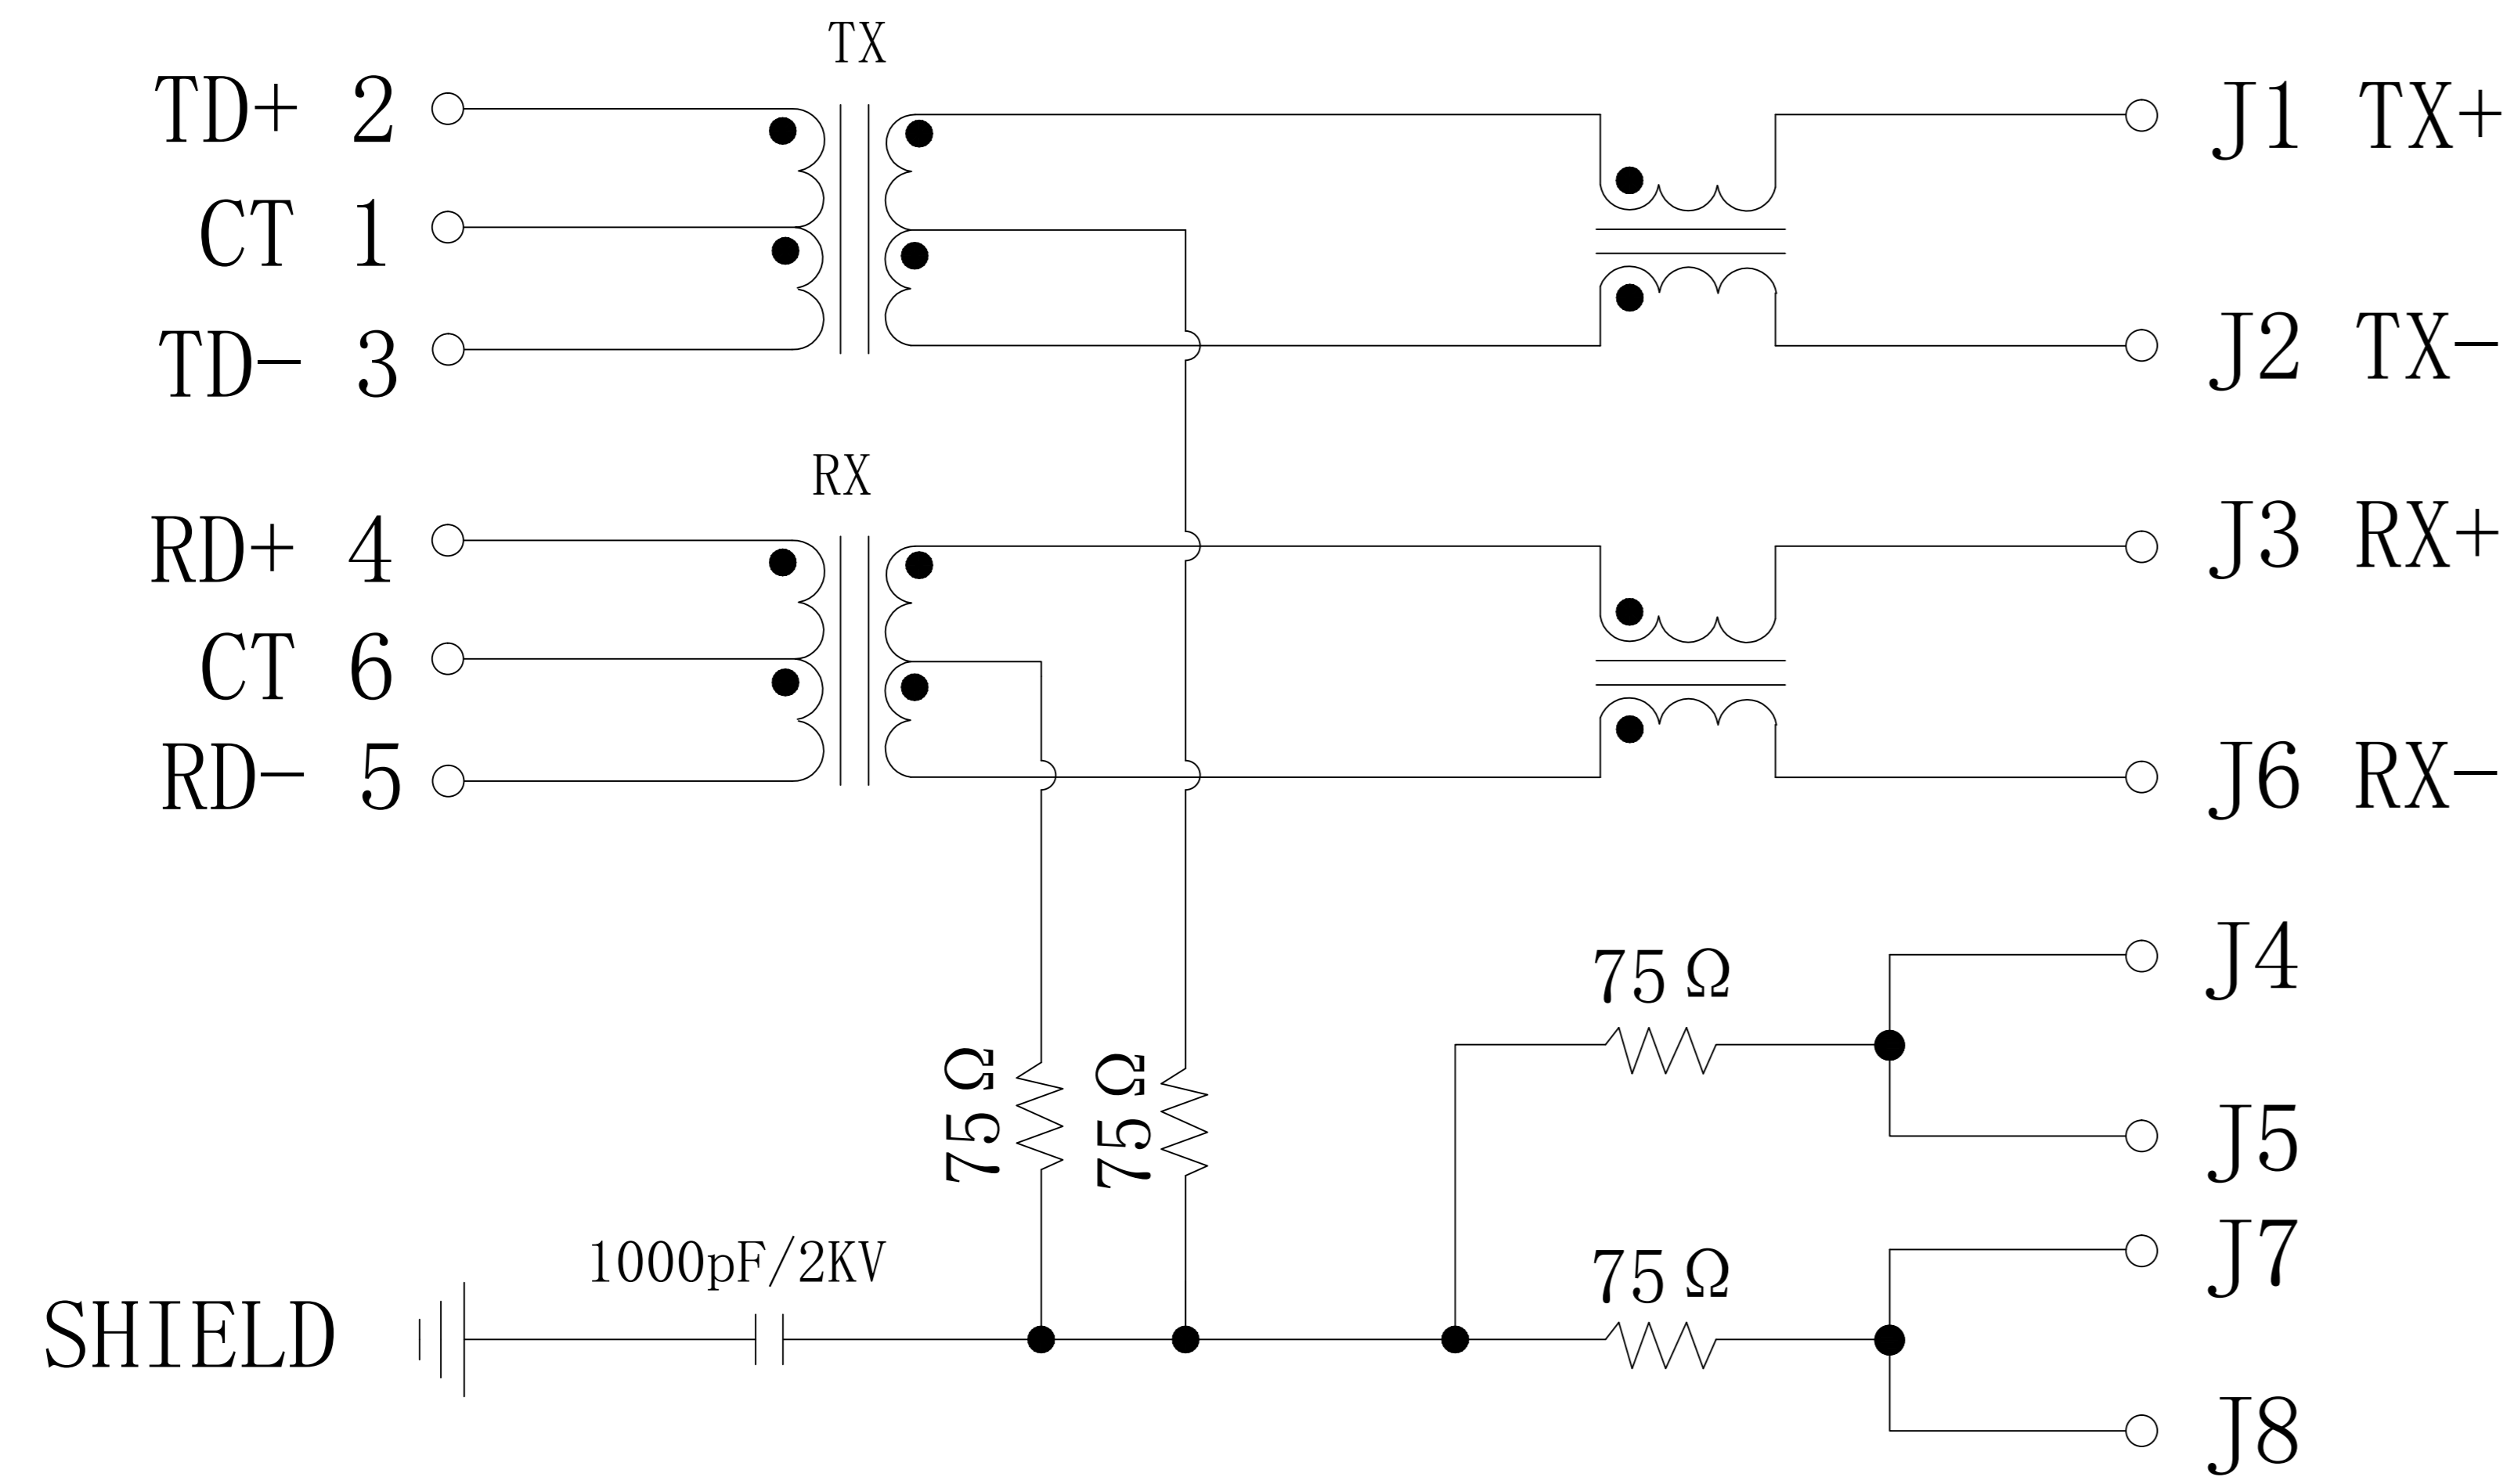 TX
TD+ 2
J1 TX+
CT 1
TD- 3
J2 TX-
RX
RD+ 4
J3 RX+
CT 6
RD- 5
J6 RX-
75Ω
J4
75Ω
75Ω
J5
1000pF/2KV
75Ω
J7
SHIELD
J8